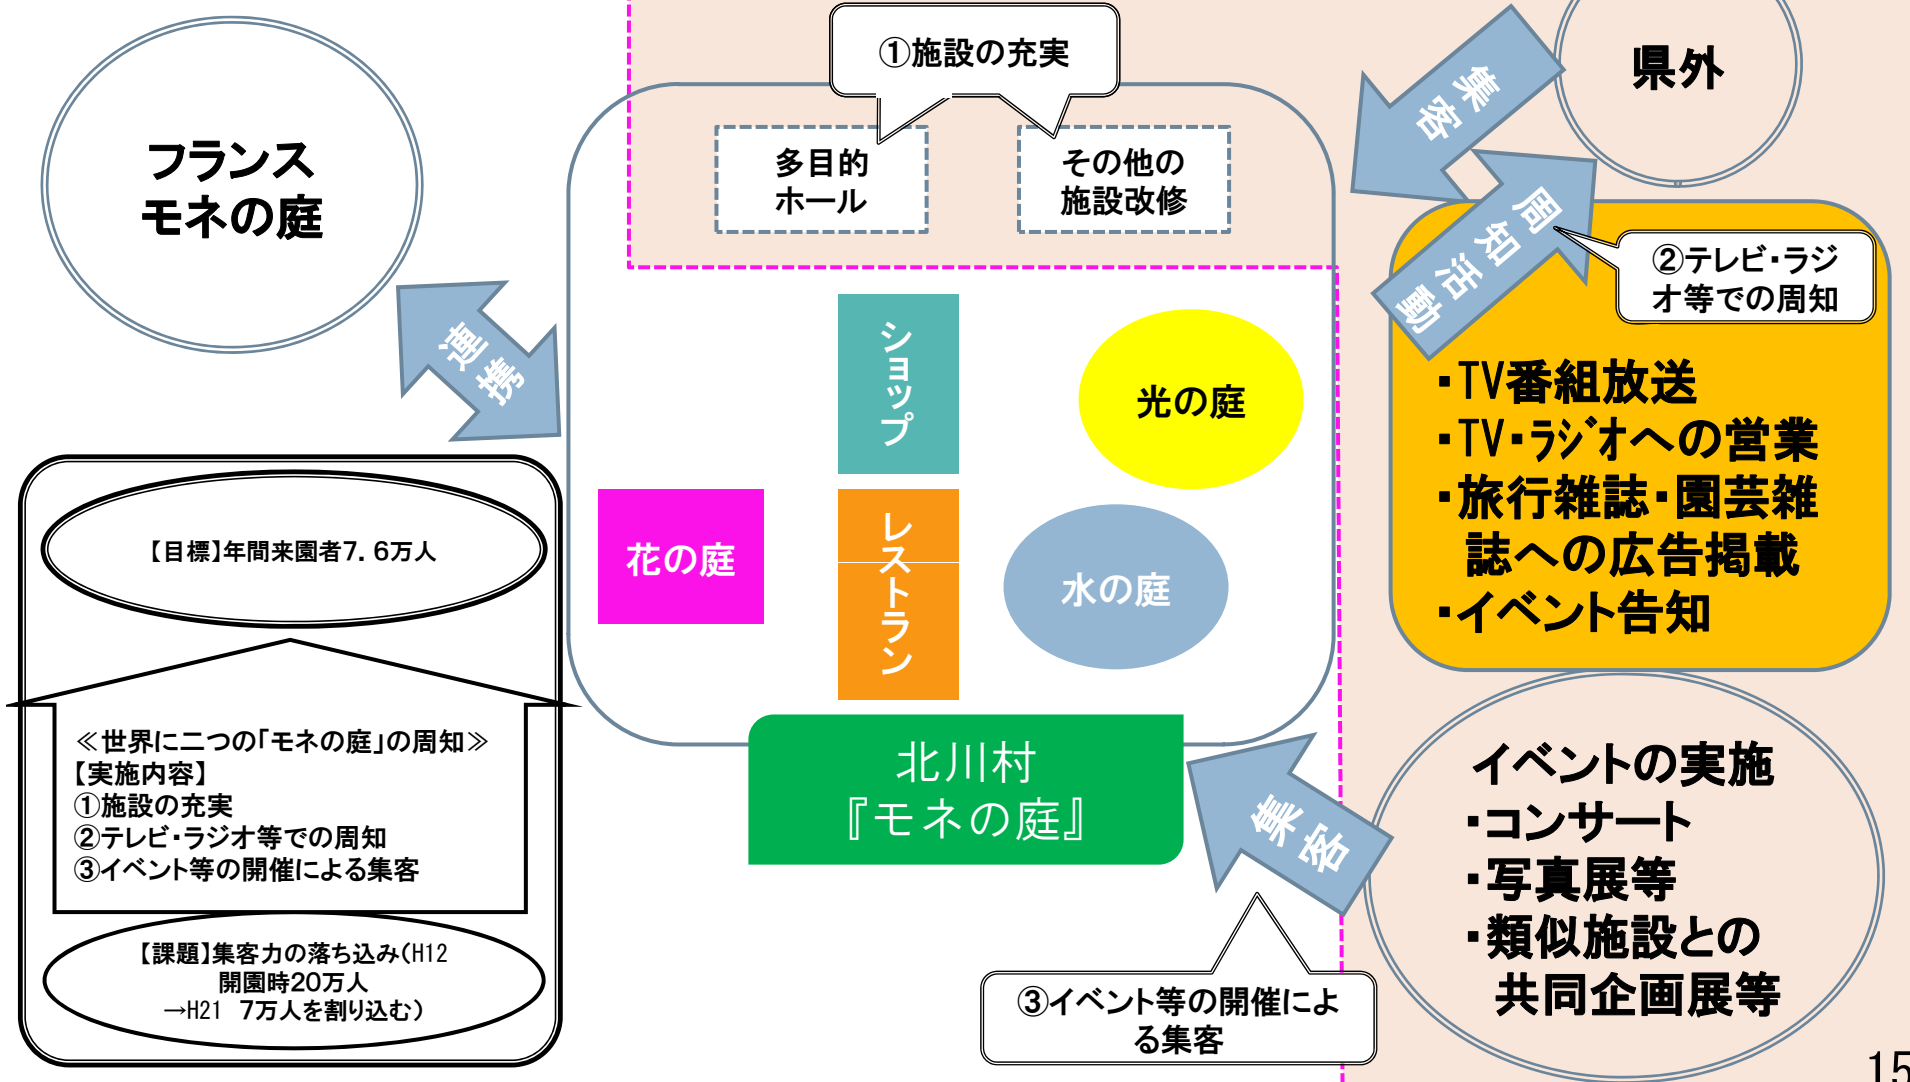 フランス
モネの庭
連携
①施設の充実
多目的
ホール
その他の
施設改修
ショップ
レストラン
光の庭
花の庭
水の庭
北川村
『モネの庭』
県外
集客
周知活動
②テレビ・ラジ
オ等での周知
・TV番組放送
・TV・ラジオへの営業
・旅行雑誌・園芸雑
誌への広告掲載
・イベント告知
集客
③イベント等の開催によ
る集客
イベントの実施
・コンサート
・写真展等
・類似施設との
共同企画展等
【目標】年間来園者7．6万人
≪世界に二つの「モネの庭」の周知≫
【実施内容】
①施設の充実
②テレビ・ラジオ等での周知
③イベント等の開催による集客
【課題】集客力の落ち込み（H12
開園時20万人
→H21　7万人を割り込む）
15